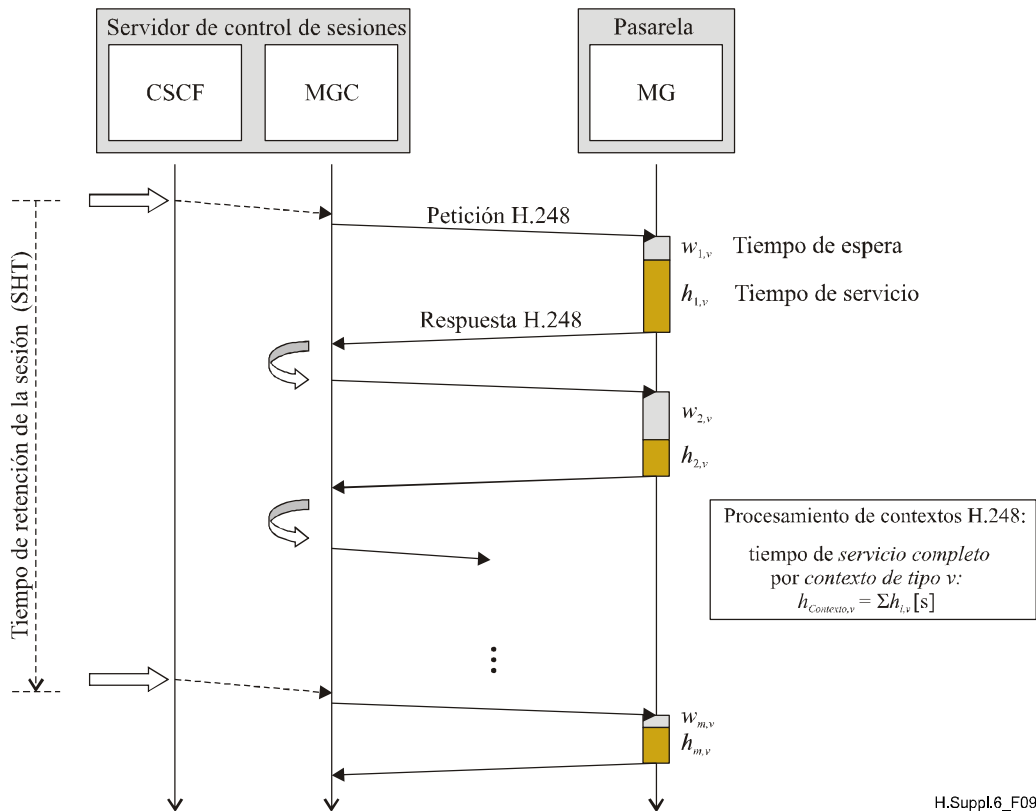 Servidor de control de sesiones
Pasarela
CSCF
MGC
MG
Petición H.248
w1,v Tiempo de espera
h1,v Tiempo de servicio
Respuesta H.248
Tiempo de retención de la sesión (SHT)
w2,v
h2,v
Procesamiento de contextos H.248:
tiempo de servicio completo
por contexto de tipo v:
hContexto,v = Σhi,v [s]
wm,v
hm,v
H.Suppl.6_F09